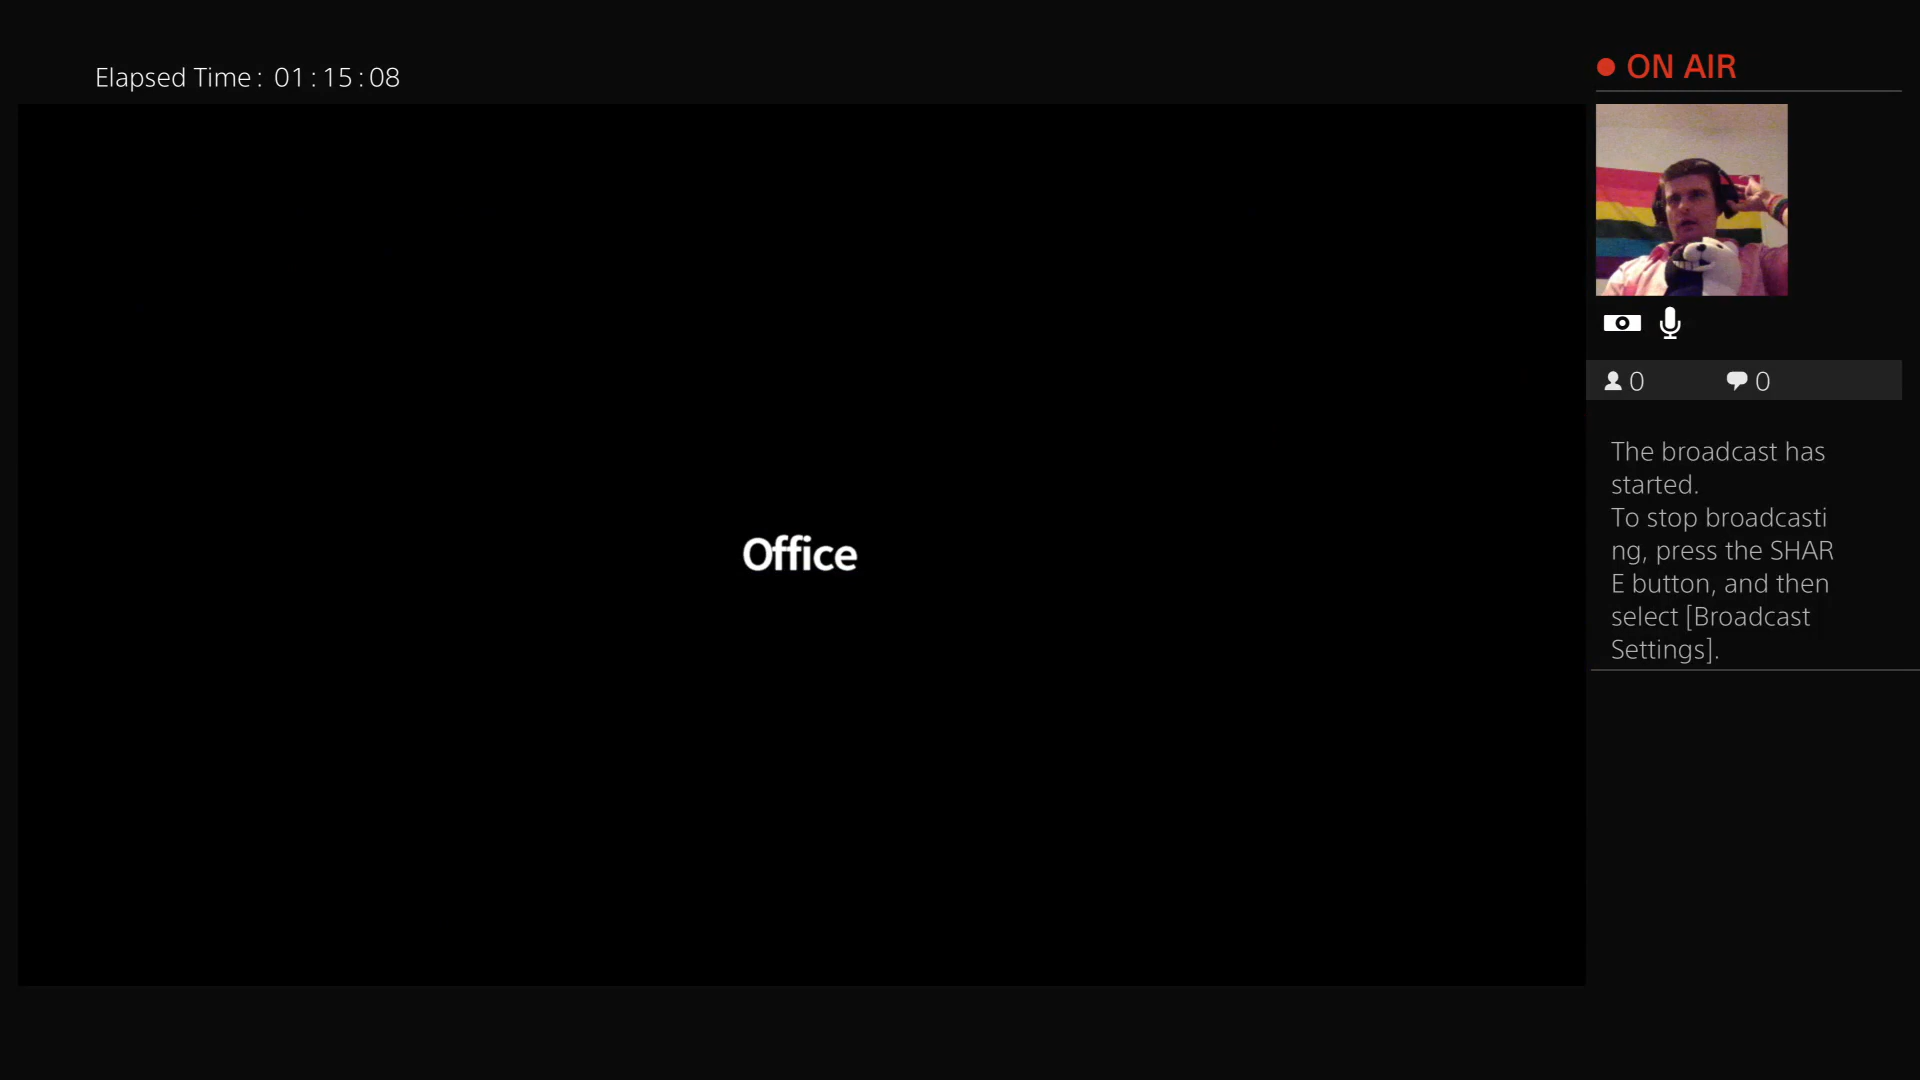 Elapsed Time : 01 : 15 : 08
ON AIR
0
0
The broadcast has
started.
To stop broadcasti
ng, press the SHAR
E button, and then
select [Broadcast
Settings].
Office